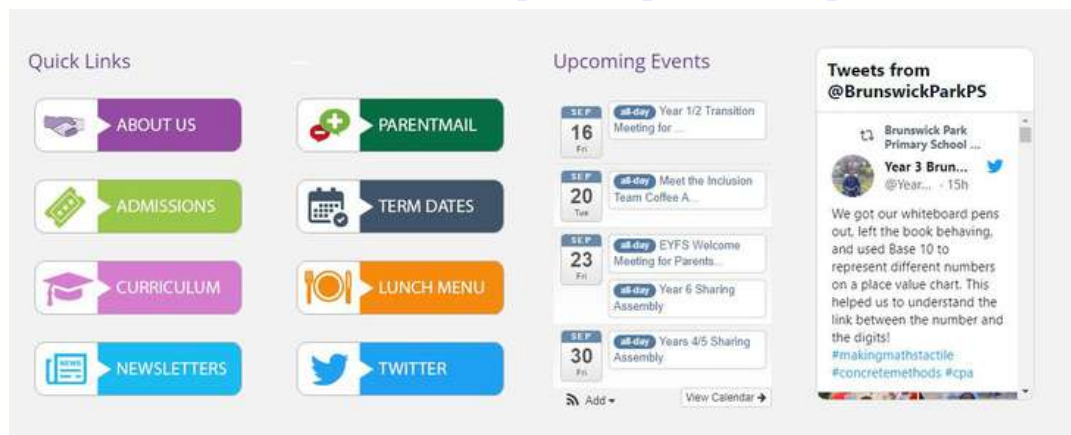 Quick Links
ABOUT US
PARENTMAIL
ADMISSIONS
TERM DATES
CURRICULUM
LUNCH MENU
NEWS
NEWSLETTERS
TWITTER
Upcoming Events
SEP
16
Fri
all-day Year 1/2 Transition
Meeting for ...
SEP
20
Tue
all-day Meet the Inclusion
Team Coffee A...
SEP
23
Fri
all-day EYFS Welcome
Meeting for Parents...
all-day Year 6 Sharing
Assembly
SEP
30
Fri
all-day Years 4/5 Sharing
Assembly
Add
View Calendar
Tweets from
@BrunswickParkPS
Brunswick Park
Primary School ...
Year 3 Brun...
@Year... · 15h
We got our whiteboard pens
out, left the book behaving,
and used Base 10 to
represent different numbers
on a place value chart. This
helped us to understand the
link between the number and
the digits!
#makingmathstactile
#concretemethods #cpa